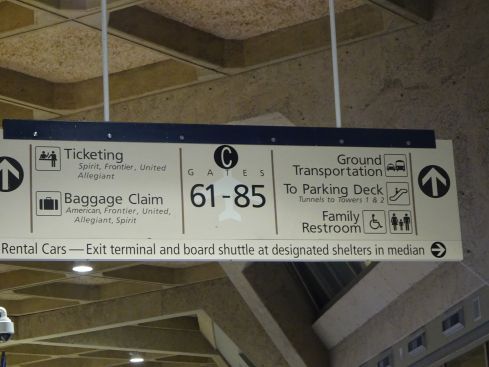 Ticketing
Spirit, Frontier, United
Allegiant
Baggage Claim
American, Frontier, United,
Allegiant, Spirit
C
GATES
61-85
Ground
Transportation
To Parking Deck
Tunnels to Towers 1 & 2
Family
Restroom
Rental Cars — Exit terminal and board shuttle at designated shelters in median